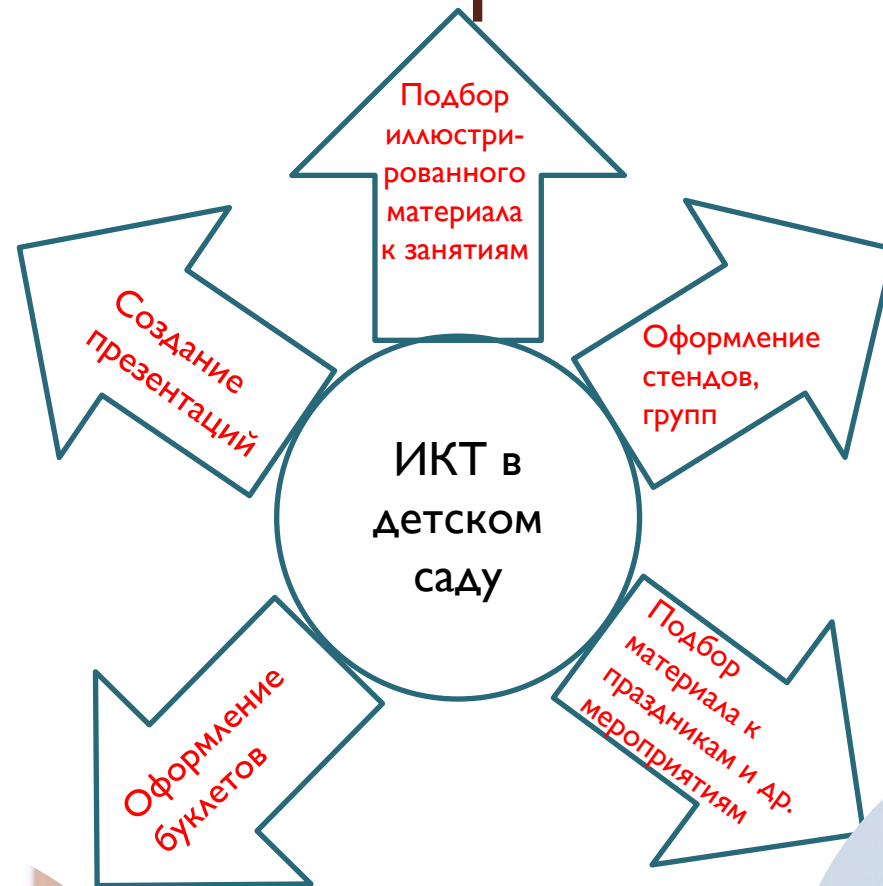 Подбор
иллюстри-
рованного
материала
к занятиям
Создание
презентаций
Оформление
стендов,
групп
ИКТ в
детском
саду
Оформление
буклетов
Подбор
материала к
праздникам и др.
мероприятиям